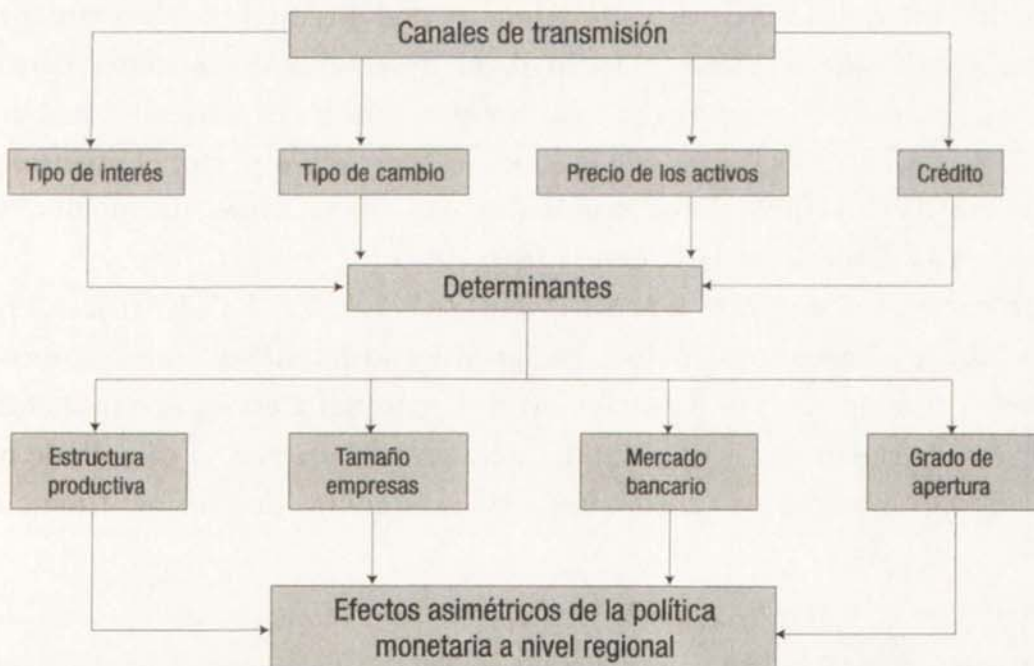 Canales de transmisión
Tipo de interés
Tipo de cambio
Precio de los activos
Crédito
Determinantes
Estructura
productiva
Tamaño
empresas
Mercado
bancario
Grado de
apertura
Efectos asimétricos de la política
monetaria a nivel regional